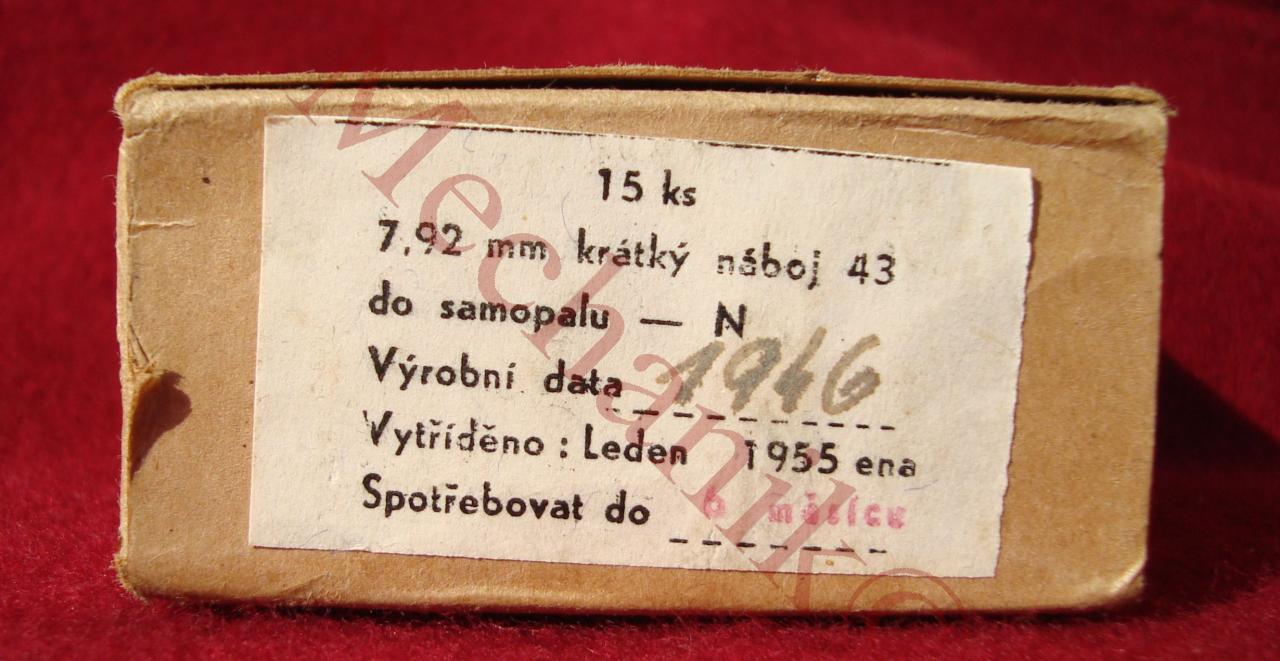 15 ks
7,92 mm krátký náboj 43
do samopalu — N
Výrobní data 1946
Vytříděno : Leden 1955 ena
Spotřebovat do 6 měsíců
Mechanik©